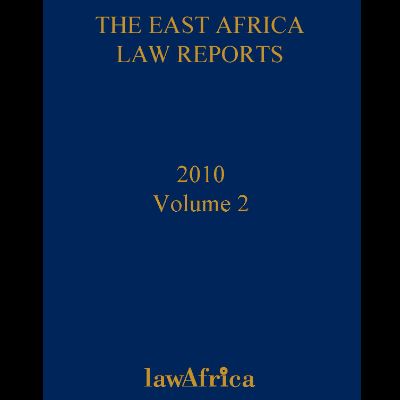 THE EAST AFRICA
LAW REPORTS
2010
Volume 2
lawAfrica